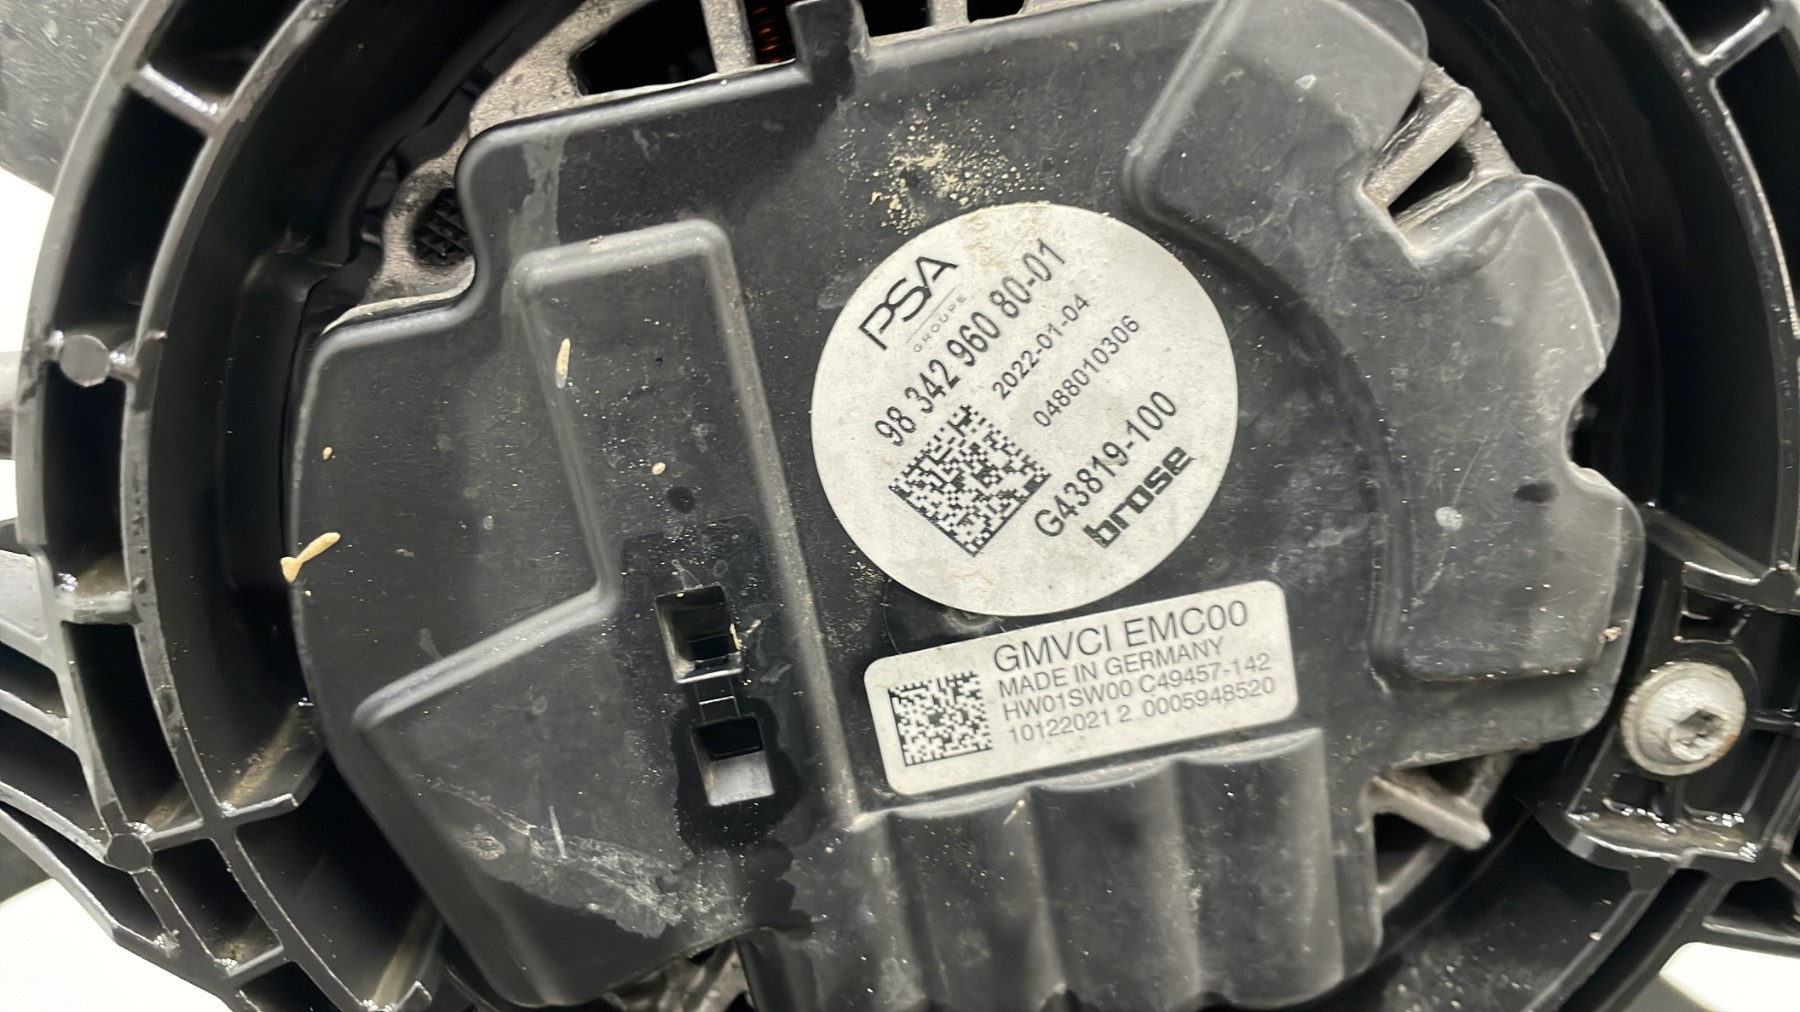 PSA
GROUPE
98 342 960 80-01
2022-01-04
0488010306
G43819-100
brose
GMVCI EMC00
MADE IN GERMANY
HW01SW00 C49457-142
10122021 2 0005948520